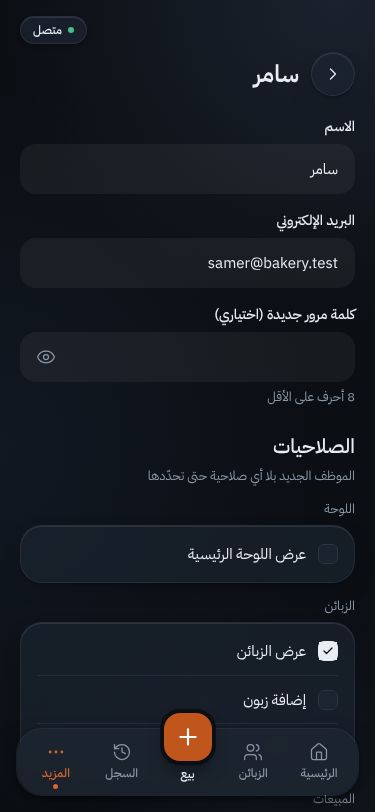 متصل
سامر
الاسم
سامر
البريد الإلكتروني
samer@bakery.test
كلمة مرور جديدة (اختياري)
8 أحرف على الأقل
الصلاحيات
الموظف الجديد بلا أي صلاحية حتى تحدّدها
اللوحة
عرض اللوحة الرئيسية
الزبائن
عرض الزبائن
إضافة زبون
الرئيسية
الزبائن
بيع
السجل
المزيد
المبيعات